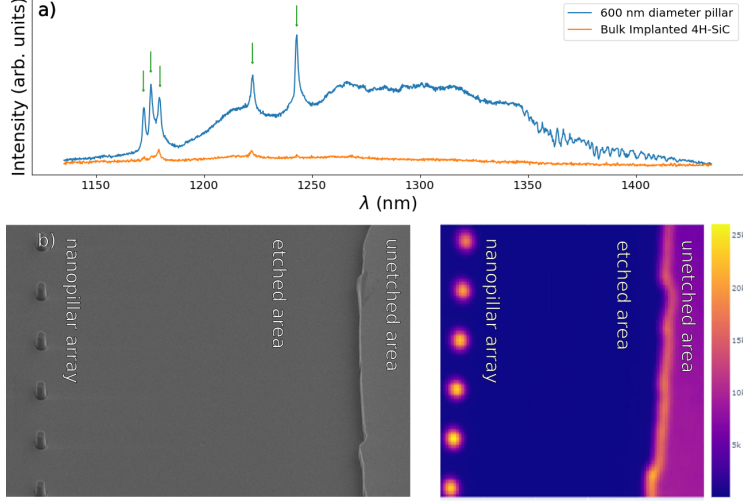 a)
600 nm diameter pillar
Bulk Implanted 4H-SiC
Intensity (arb. units)
1150
1200
1250
1300
1350
1400
λ (nm)
b)
nanopillar array
etched area
unetched area
nanopillar array
etched area
unetched area
25k
20k
15k
10k
5k